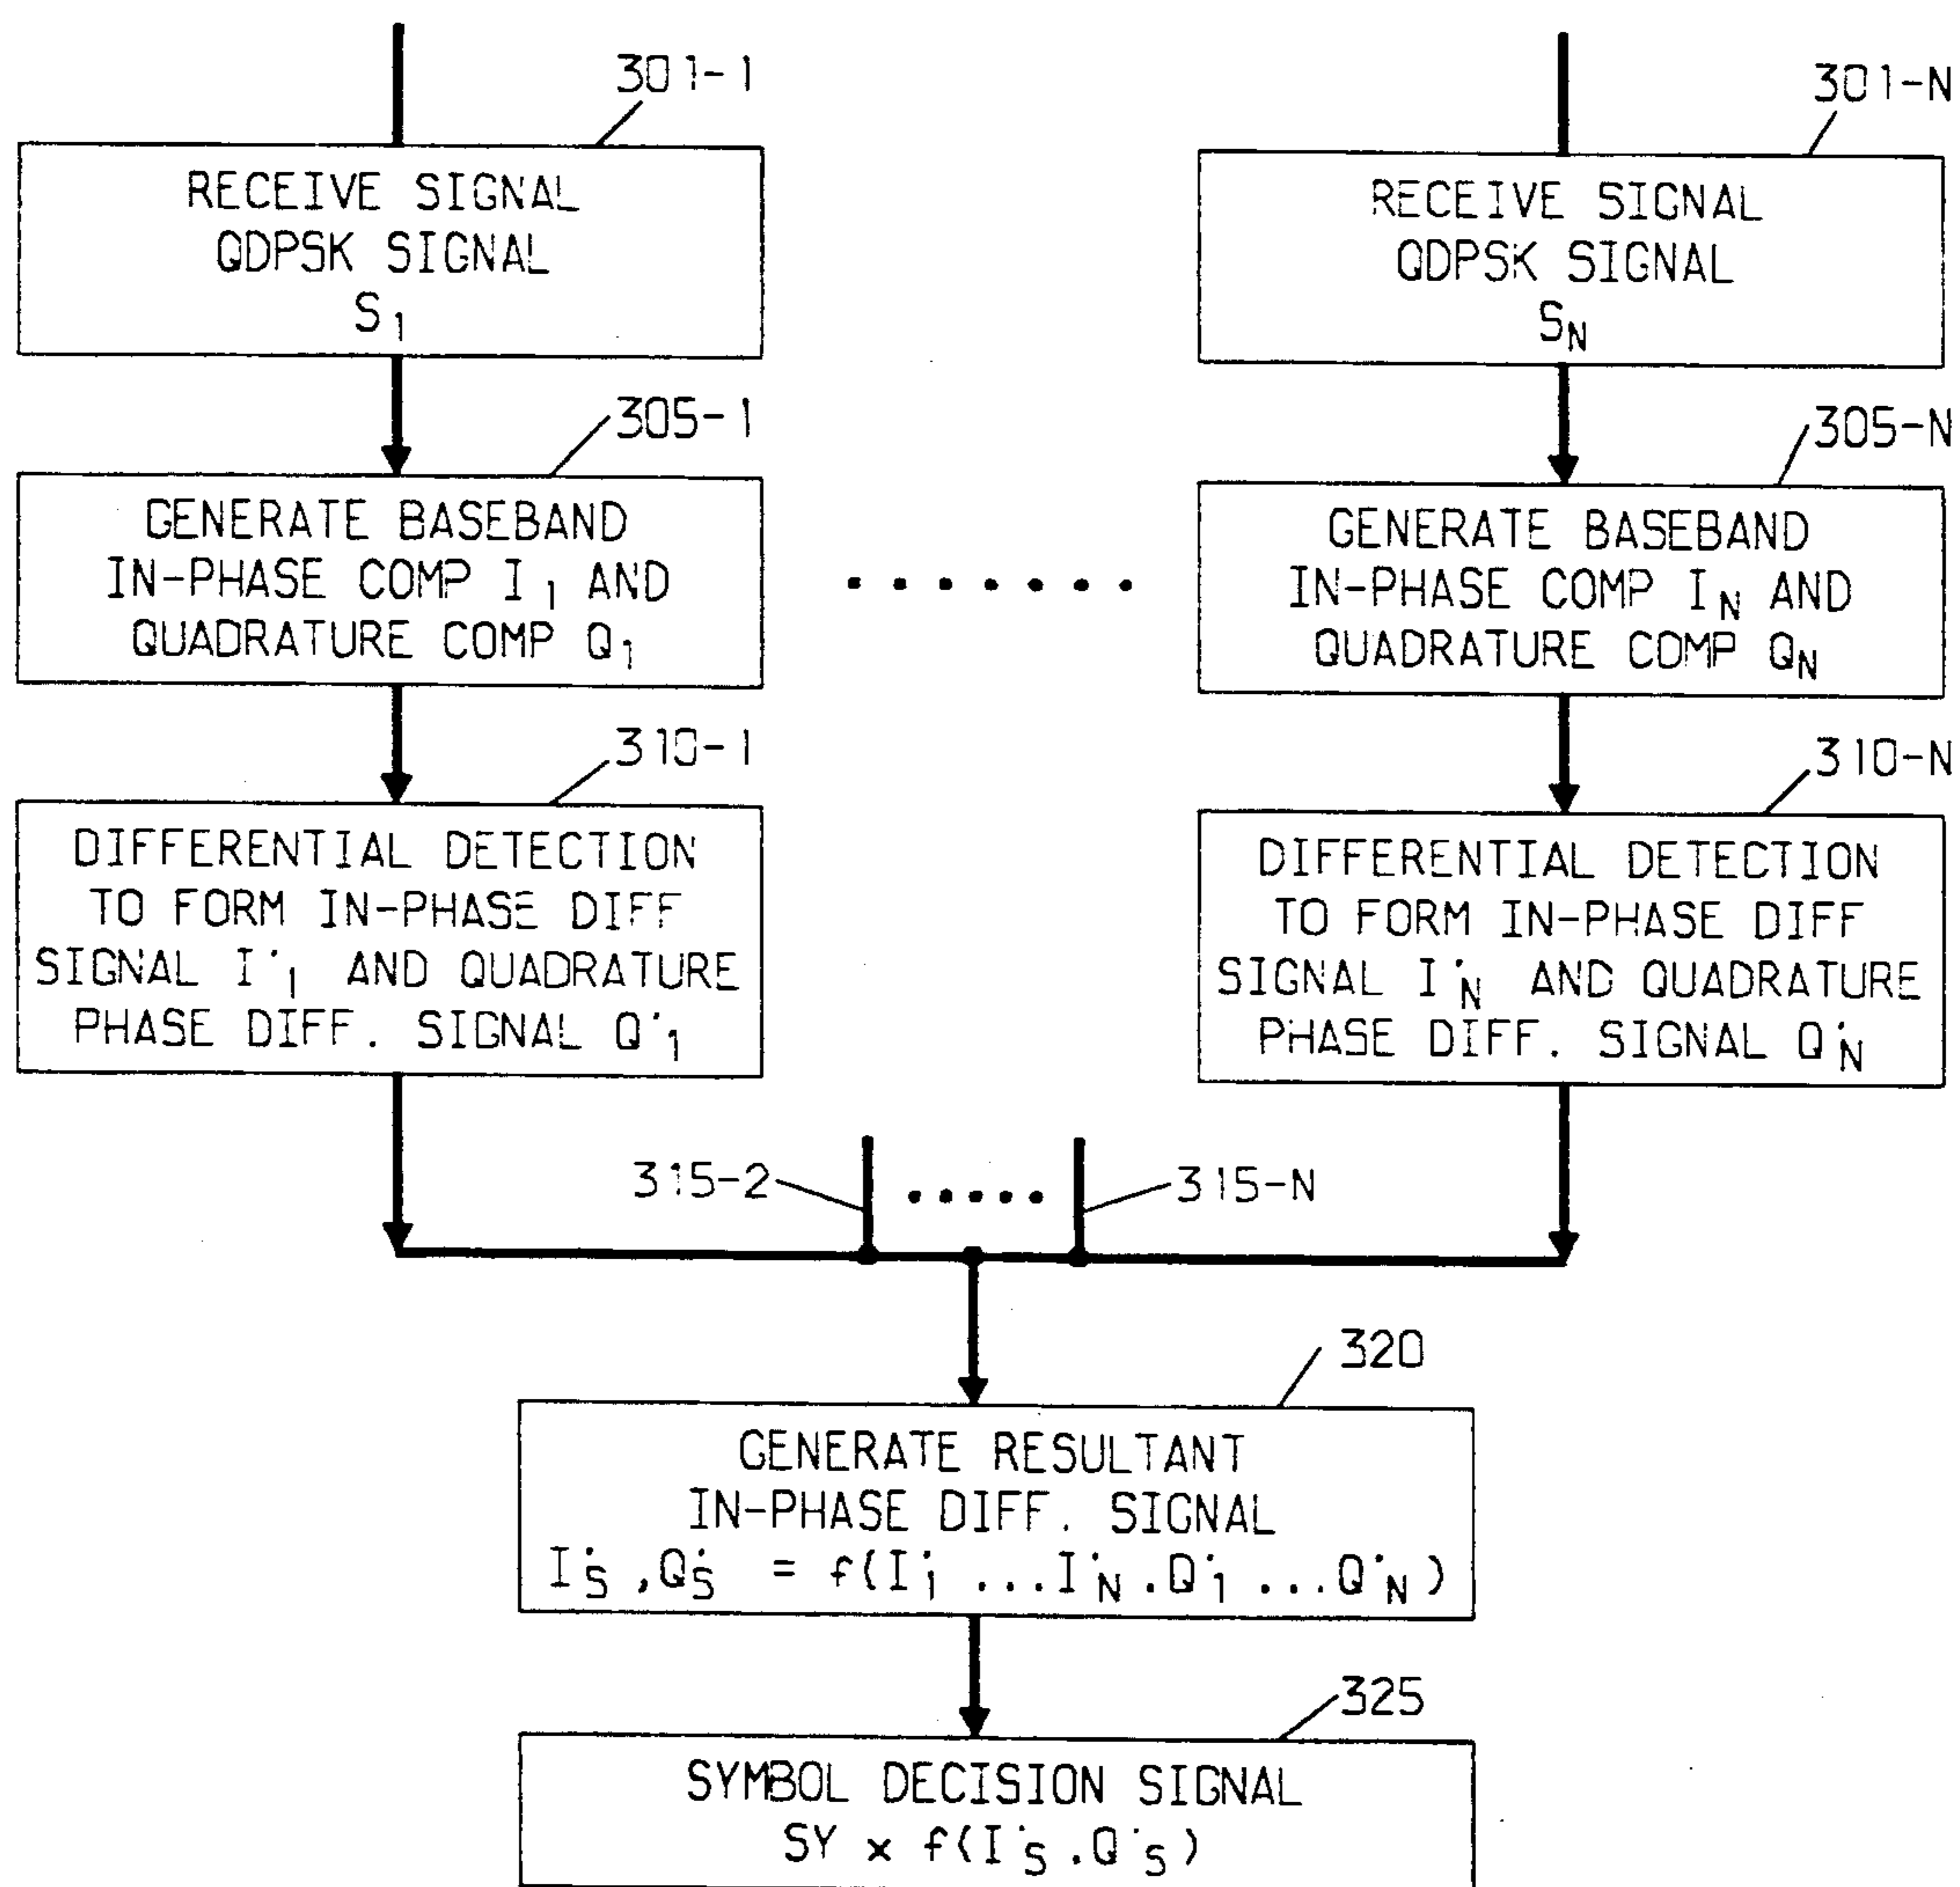 301-1
RECEIVE SIGNAL
QDPSK SIGNAL
S1
305-1
GENERATE BASEBAND
IN-PHASE COMP I1 AND
QUADRATURE COMP Q1
310-1
DIFFERENTIAL DETECTION
TO FORM IN-PHASE DIFF
SIGNAL I'1 AND QUADRATURE
PHASE DIFF. SIGNAL Q'1
301-N
RECEIVE SIGNAL
QDPSK SIGNAL
SN
305-N
GENERATE BASEBAND
IN-PHASE COMP IN AND
QUADRATURE COMP QN
310-N
DIFFERENTIAL DETECTION
TO FORM IN-PHASE DIFF
SIGNAL I'N AND QUADRATURE
PHASE DIFF. SIGNAL Q'N
315-2
315-N
320
GENERATE RESULTANT
IN-PHASE DIFF. SIGNAL
I'S ,Q'S = f(I'1 ...I'N .Q'1 ...Q'N )
325
SYMBOL DECISION SIGNAL
SY x f(I'S .Q'S)